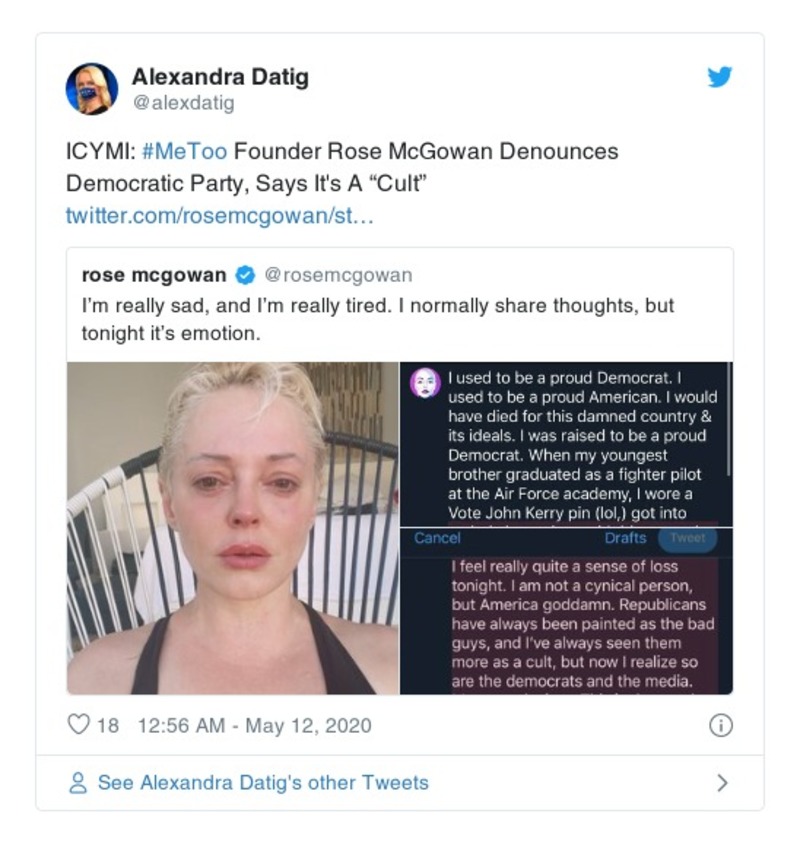 Alexandra Datig
@alexdatig
ICYMI: #MeToo Founder Rose McGowan Denounces
Democratic Party, Says It's A “Cult”
twitter.com/rosemcgowan/st…
rose mcgowan @rosemcgowan
I’m really sad, and I’m really tired. I normally share thoughts, but
tonight it’s emotion.
I used to be a proud Democrat. I
used to be a proud American. I would
have died for this damned country &
its ideals. I was raised to be a proud
Democrat. When my youngest
brother graduated as a fighter pilot
at the Air Force academy, I wore a
Vote John Kerry pin (lol,) got into
Cancel Drafts Tweet
I feel really quite a sense of loss
tonight. I am not a cynical person,
but America goddamn. Republicans
have always been painted as the bad
guys, and I've always seen them
more as a cult, but now I realize so
are the democrats and the media.
18 12:56 AM - May 12, 2020
See Alexandra Datig's other Tweets